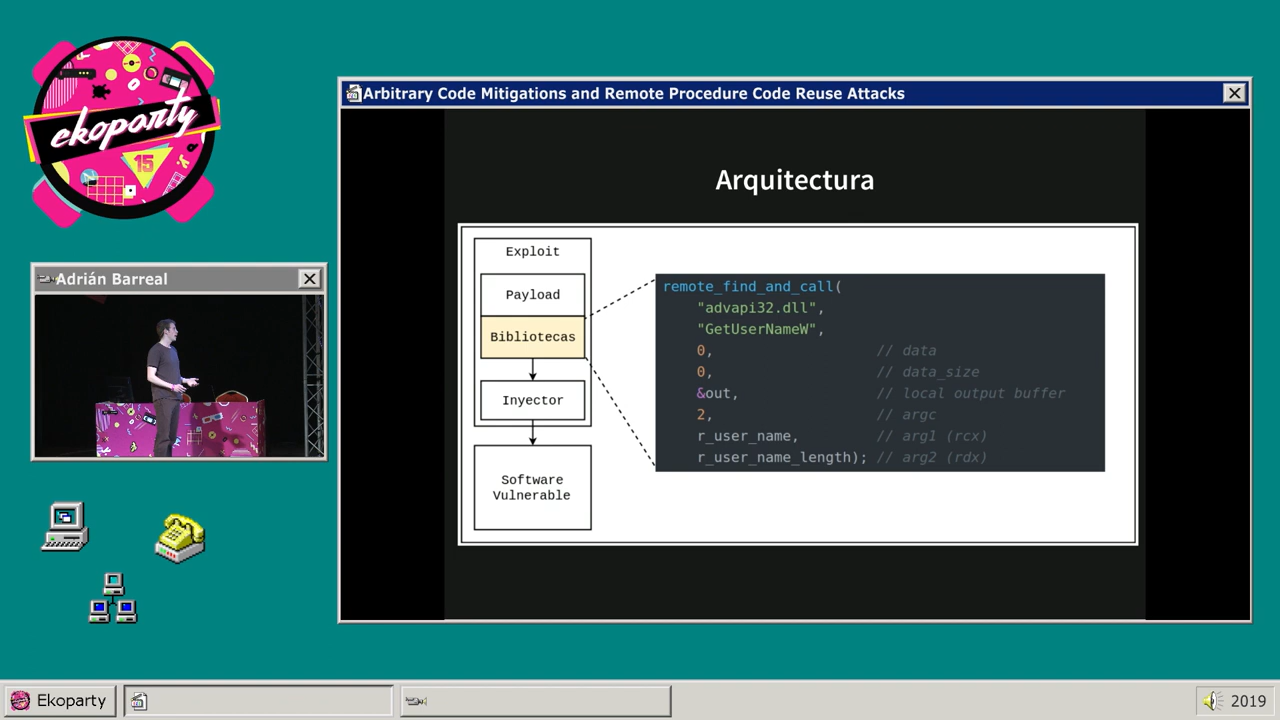 ekoparty
15
Arbitrary Code Mitigations and Remote Procedure Code Reuse Attacks
Arquitectura
Exploit
Payload
Bibliotecas
Inyector
Software
Vulnerable
remote_find_and_call(
"advapi32.dll",
"GetUserNameW",
0, // data
0, // data_size
&out, // local output buffer
2, // argc
r_user_name, // arg1 (rcx)
r_user_name_length); // arg2 (rdx)
Adrián Barreal
Ekoparty
2019